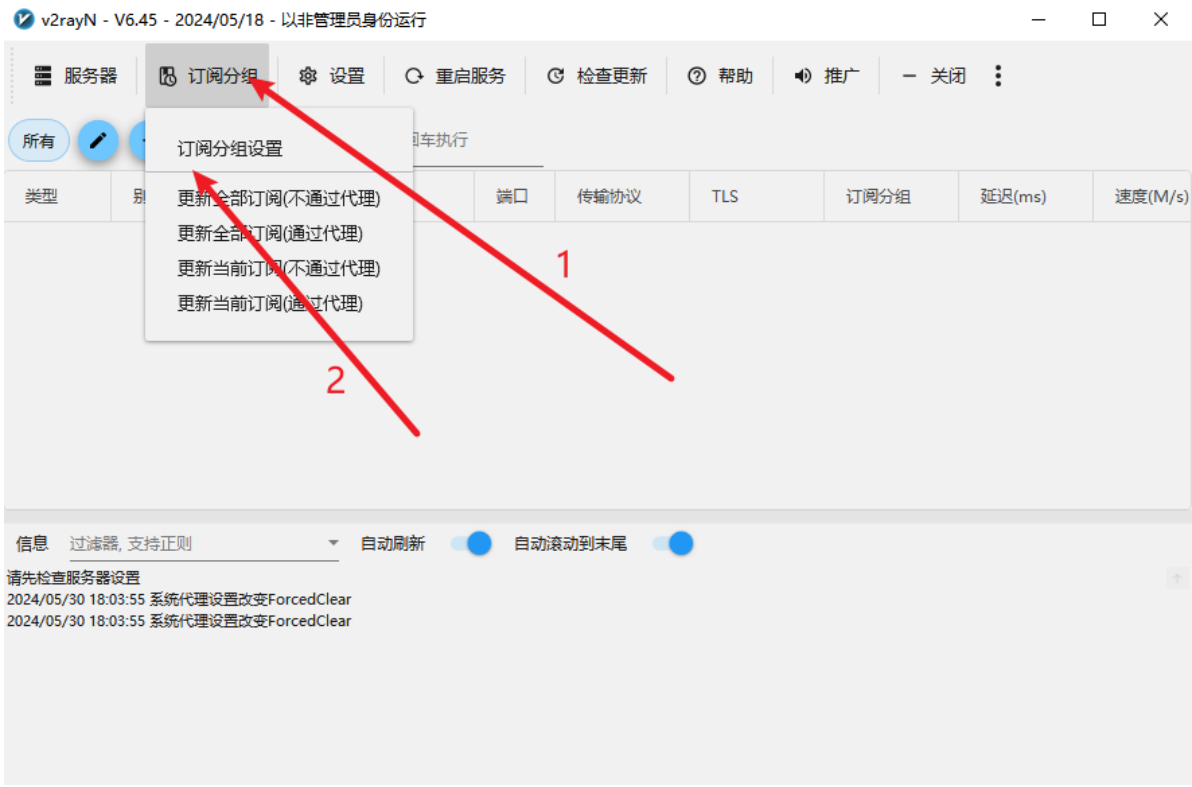 v2rayN - V6.45 - 2024/05/18 - 以非管理员身份运行
服务器 订阅分组 设置 重启服务 检查更新 帮助 推广 关闭
所有 回车执行
订阅分组设置
类型 别 端口 传输协议 TLS 订阅分组 延迟(ms) 速度(M/s)
更新全部订阅(不通过代理)
更新全部订阅(通过代理)
更新当前订阅(不通过代理)
更新当前订阅(通过代理)
1
2
信息 过滤器, 支持正则 自动刷新 自动滚动到末尾
请先检查服务器设置
2024/05/30 18:03:55 系统代理设置改变ForcedClear
2024/05/30 18:03:55 系统代理设置改变ForcedClear